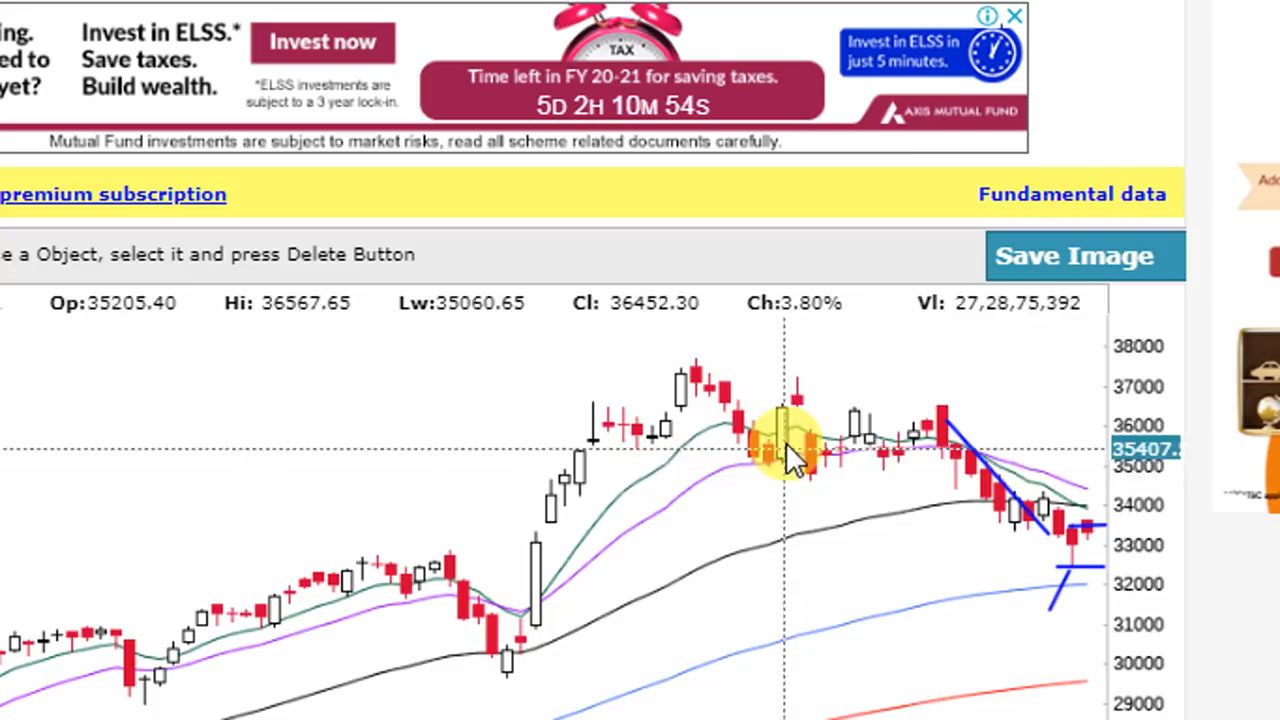 ing.
ed to
yet?
Invest in ELSS.*
Save taxes.
Build wealth.
Invest now
*ELSS investments are
subject to a 3 year lock-in.
TAX
Time left in FY 20-21 for saving taxes.
5D 2H 10M 54S
Invest in ELSS in
just 5 minutes.
AXIS MUTUAL FUND
Mutual Fund investments are subject to market risks, read all scheme related documents carefully.
premium subscription
Fundamental data
e a Object, select it and press Delete Button
Save Image
Op:35205.40 Hi: 36567.65 Lw:35060.65 Cl: 36452.30 Ch:3.80% Vl: 27,28,75,392
38000
37000
36000
35407.
35000
34000
33000
32000
31000
30000
29000